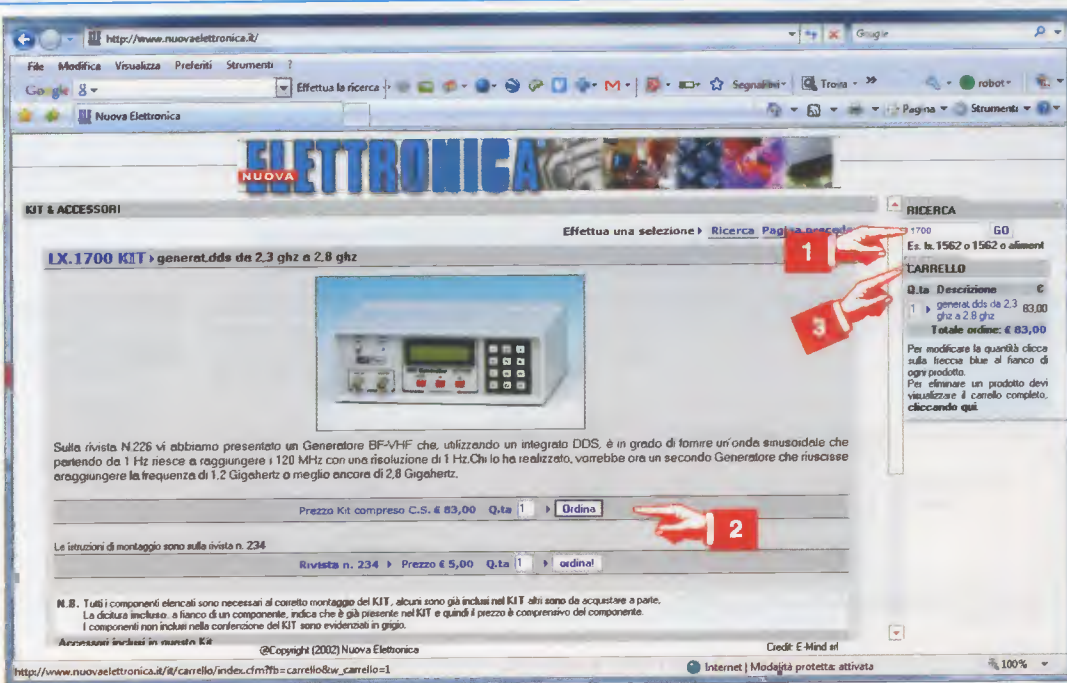 http://www.nuovaelettronica.it/
Google
File Modifica Visualizza Preferiti Strumenti ?
Google 8 Effettua la ricerca Segnalibri Trova robot
Nuova Elettronica Pagina Strumenti
NUOVA ELETTRONICA
KIT & ACCESSORI
RICERCA
Effettua una selezione Ricerca
1700 GO
1
Es. lx. 1562 o 1562 o aliment
LX.1700 KIT generat.dds da 2,3 ghz a 2,8 ghz
CARRELLO
Q.ta Descrizione €
1 generat.dds da 2,3 ghz a 2.8 ghz 83,00
3
Totale ordine: € 83,00
Per modificare la quantità clicca
sulla freccia blue al fianco di
ogni prodotto.
Per eliminare un prodotto devi
visualizzare il carrello completo,
cliccando qui.
Sulla rivista N.226 vi abbiamo presentato un Generatore BF-VHF che, utilizzando un integrato DDS, è in grado di fornire un'onda sinusoidale che
partendo da 1 Hz riesce a raggiungere i 120 MHz con una risoluzione di 1 Hz.Chi lo ha realizzato, vorrebbe ora un secondo Generatore che riuscisse
araggiungere la frequenza di 1,2 Gigahertz o meglio ancora di 2,8 Gigahertz.
Prezzo Kit compreso C.S. € 83,00 Q.ta 1 Ordina
2
Le istruzioni di montaggio sono sulla rivista n. 234
Rivista n. 234 Prezzo € 5,00 Q.ta 1 ordina!
N.B. Tutti i componenti elencati sono necessari al corretto montaggio del KIT, alcuni sono già inclusi nel KIT altri sono da acquistare a parte.
La dicitura incluso, a fianco di un componente, indica che è già presente nel KIT e quindi il prezzo è comprensivo del componente.
I componenti non inclusi nella confezione del KIT sono evidenziati in grigio.
Accessori inclusi in questo Kit
@Copyright (2002) Nuova Elettronica
Credit: E-Mind srl
http://www.nuovaelettronica.it/it/carrello/index.cfm?fb=carrello&w_carrello=1
Internet | Modalità protetta: attivata
100%